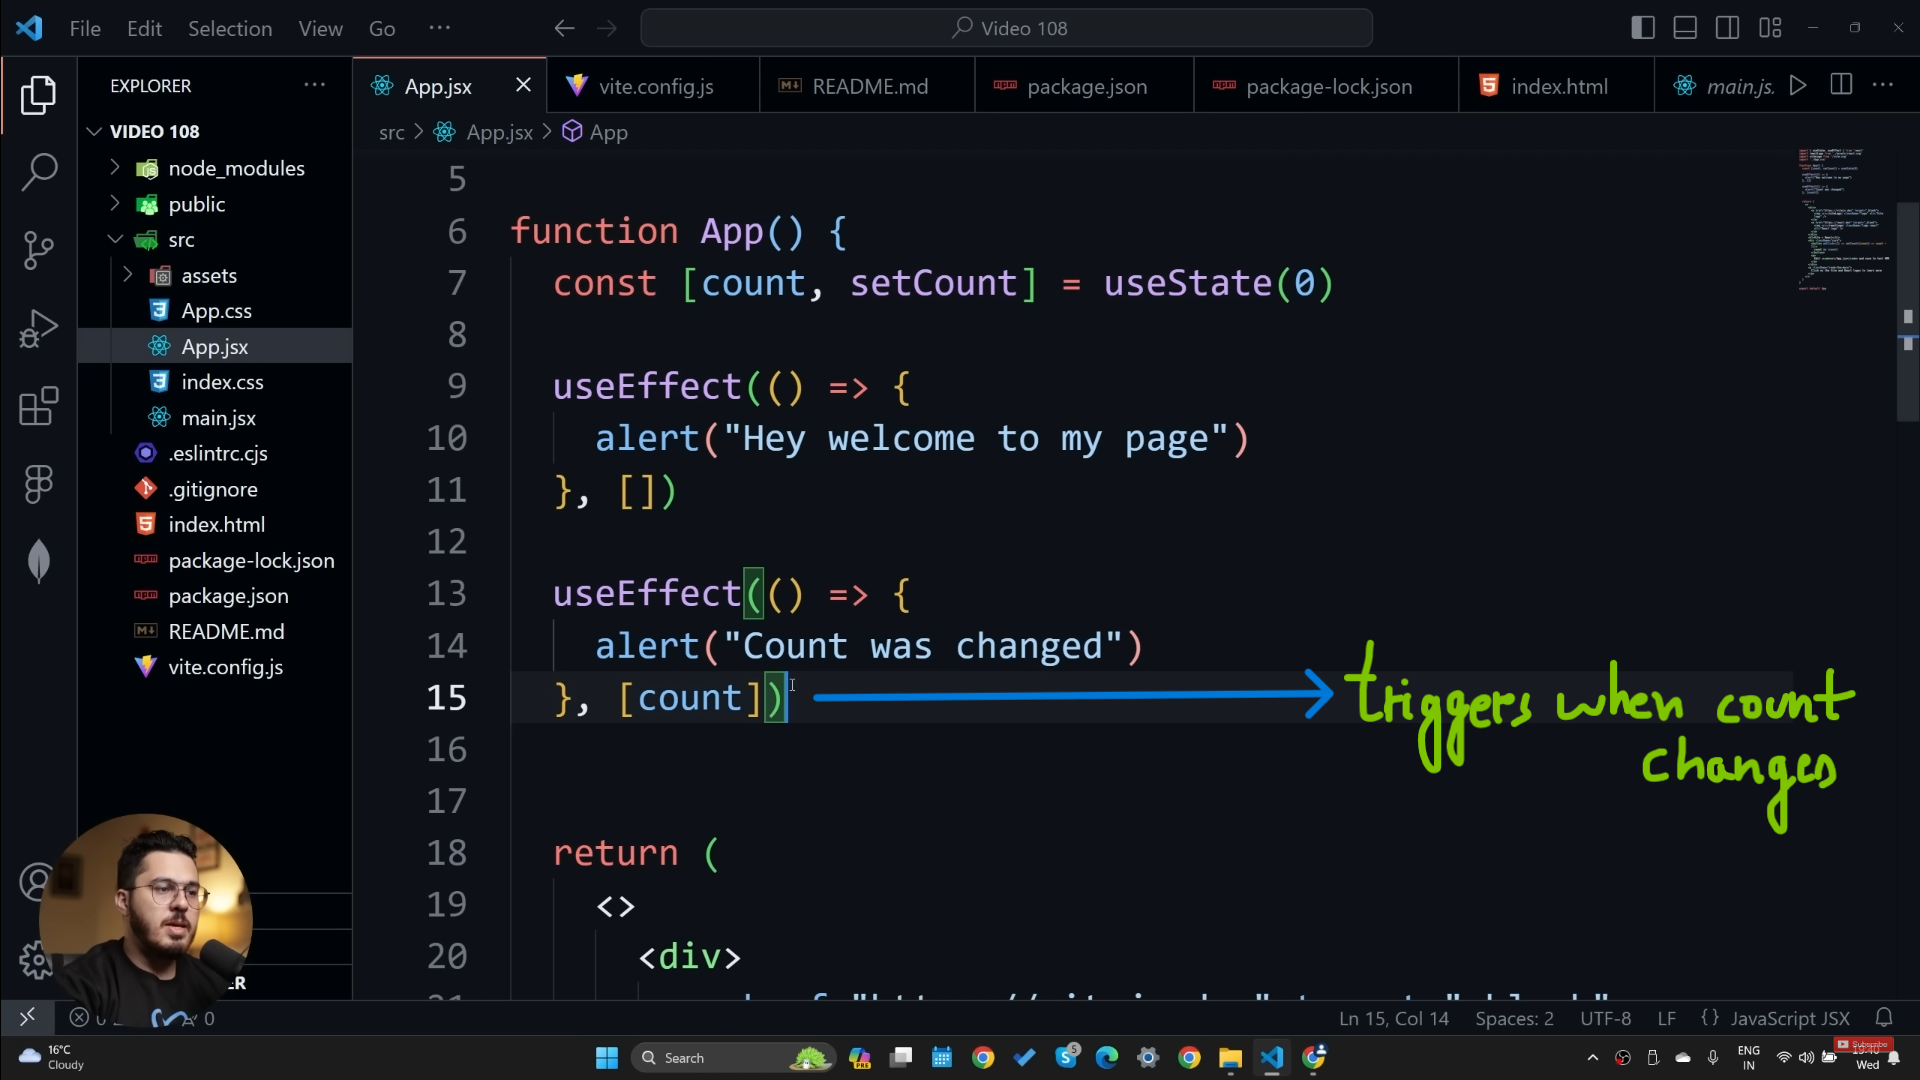 File Edit Selection View Go ···
Video 108
EXPLORER ···
VIDEO 108
node_modules
public
src
assets
App.css
App.jsx
index.css
main.jsx
.eslintrc.cjs
.gitignore
index.html
package-lock.json
package.json
README.md
vite.config.js
App.jsx vite.config.js README.md package.json package-lock.json index.html main.js.
src > App.jsx > App
5
6 function App() {
7 const [count, setCount] = useState(0)
8
9 useEffect(() => {
10 alert("Hey welcome to my page")
11 }, [])
12
13 useEffect(() => {
14 alert("Count was changed")
15 }, [count])
triggers when count
changes
16
17
18 return (
19 <>
20 <div>
Ln 15, Col 14 Spaces: 2 UTF-8 LF {} JavaScript JSX
16°C
Cloudy
Search
PRE
5
ENG
IN
Subscribe
Wed